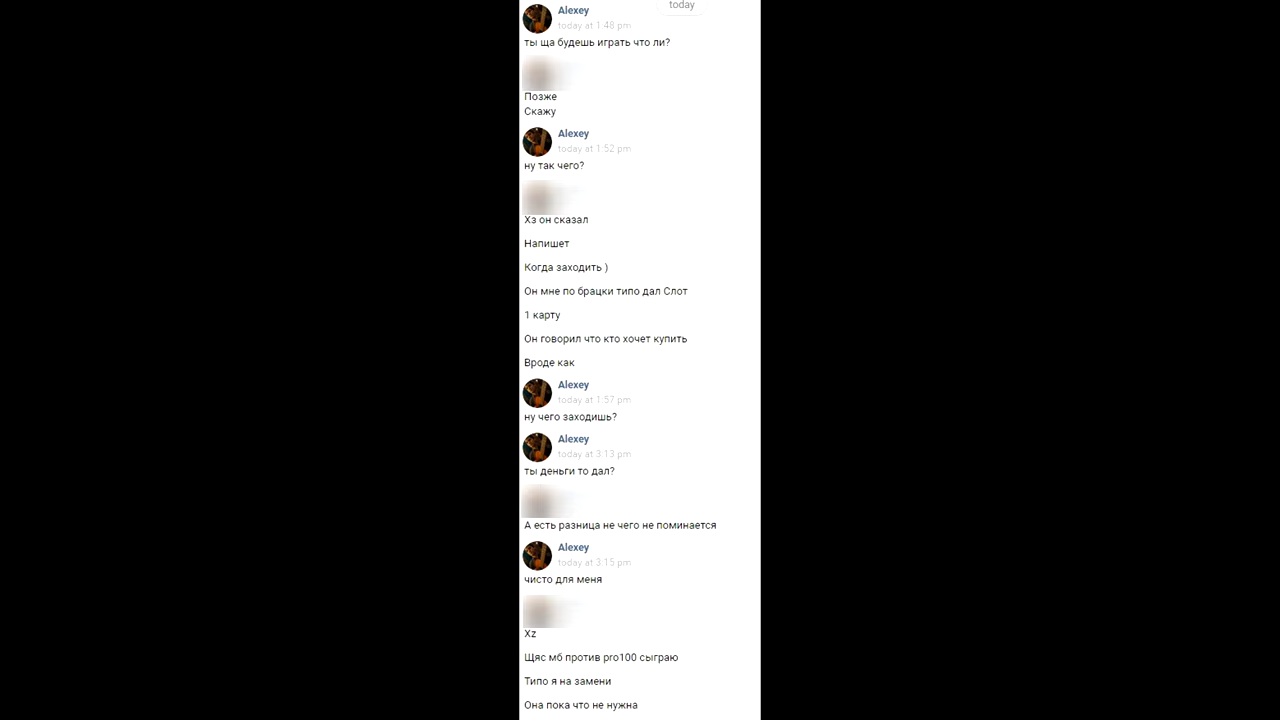 today
Alexey
today at 1:48 pm
ты ща будешь играть что ли?
Позже
Скажу
Alexey
today at 1:52 pm
ну так чего?
Хз он сказал
Напишет
Когда заходить )
Он мне по брацки типо дал Слот
1 карту
Он говорил что кто хочет купить
Вроде как
Alexey
today at 1:57 pm
ну чего заходишь?
Alexey
today at 3:13 pm
ты деньги то дал?
А есть разница не чего не поминается
Alexey
today at 3:15 pm
чисто для меня
Xz
Щяс мб против pro100 сыграю
Типо я на замени
Она пока что не нужна